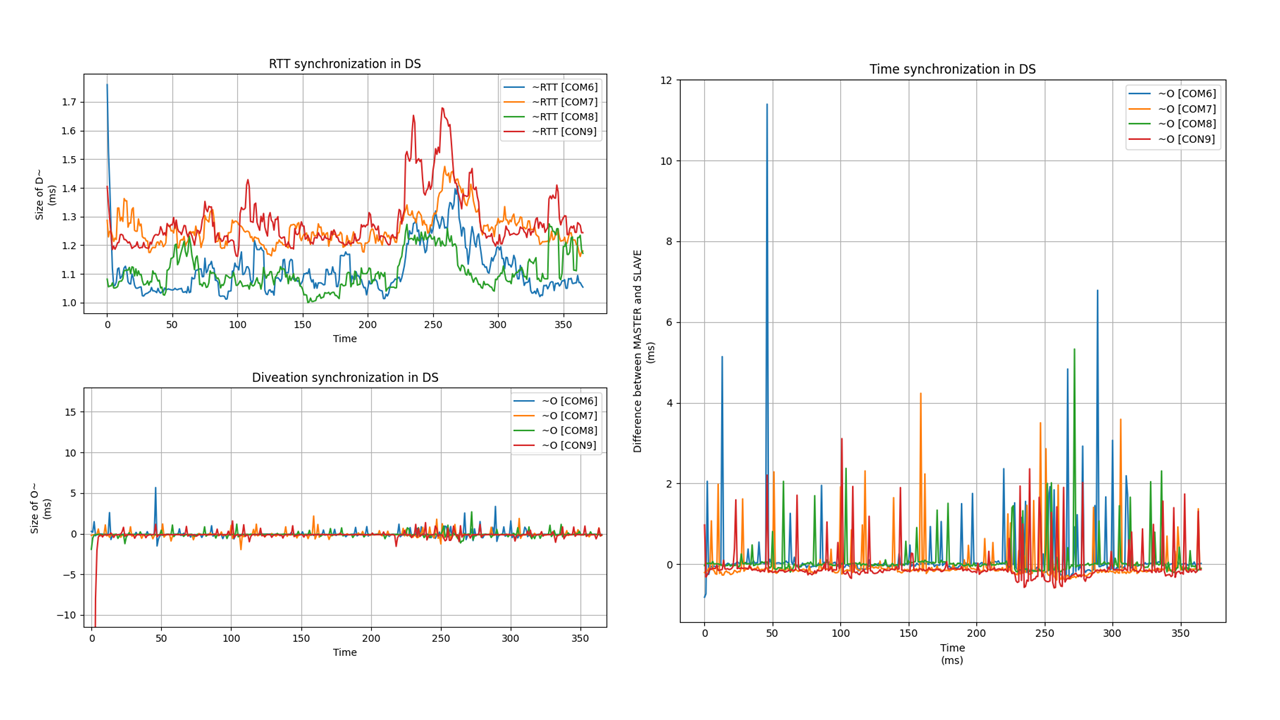 RTT synchronization in DS
Size of D~
(ms)
1.7
1.6
1.5
1.4
1.3
1.2
1.1
1.0
~RTT [COM6]
~RTT [COM7]
~RTT [COM8]
~RTT [CON9]
0 50 100 150 200 250 300 350
Time
Diveation synchronization in DS
Size of O~
(ms)
15
10
5
0
−5
−10
~O [COM6]
~O [COM7]
~O [COM8]
~O [CON9]
0 50 100 150 200 250 300 350
Time
Time synchronization in DS
Difference between MASTER and SLAVE
(ms)
12
10
8
6
4
2
0
~O [COM6]
~O [COM7]
~O [COM8]
~O [CON9]
0 50 100 150 200 250 300 350
Time
(ms)